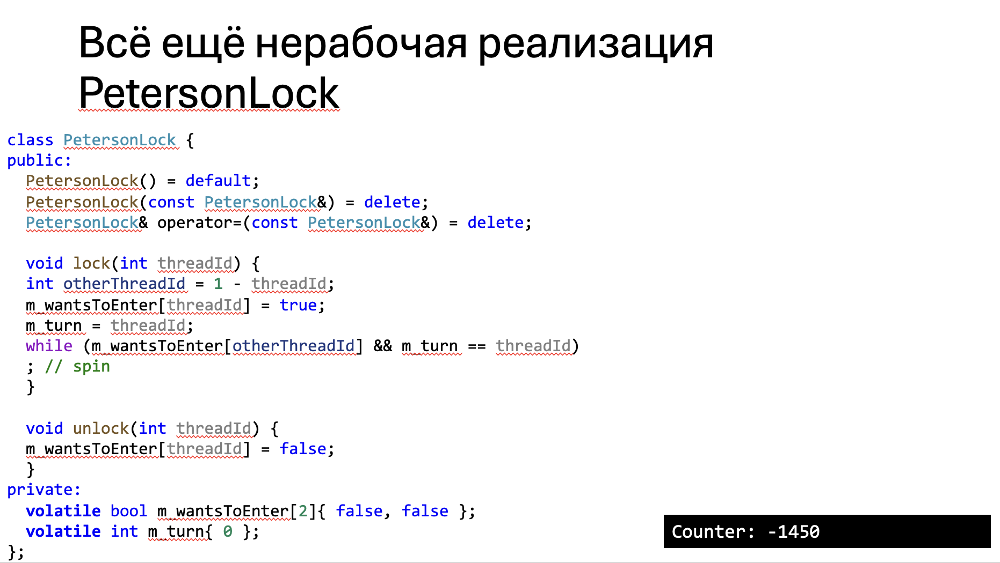 Всё ещё нерабочая реализация
PetersonLock
class PetersonLock {
public:
PetersonLock() = default;
PetersonLock(const PetersonLock&) = delete;
PetersonLock& operator=(const PetersonLock&) = delete;
void lock(int threadId) {
int otherThreadId = 1 - threadId;
m_wantsToEnter[threadId] = true;
m_turn = threadId;
while (m_wantsToEnter[otherThreadId] && m_turn == threadId)
; // spin
}
void unlock(int threadId) {
m_wantsToEnter[threadId] = false;
}
private:
volatile bool m_wantsToEnter[2]{ false, false };
volatile int m_turn{ 0 };
};
Counter: -1450